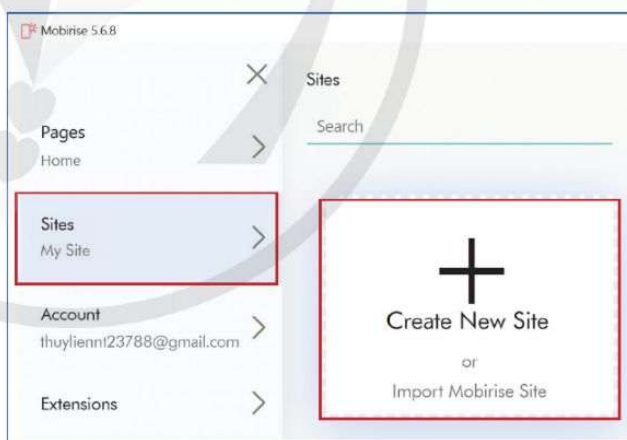 Mobirise 5.6.8
Pages
Home
Sites
My Site
Account
thuyliennt23788@gmail.com
Extensions
Sites
Search
Create New Site
or
Import Mobirise Site